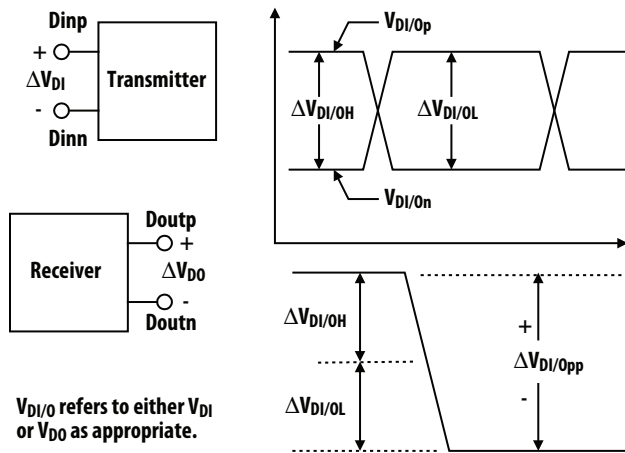 Dinp
+
ΔVDI
-
Dinn
Transmitter
VDI/Op
ΔVDI/OH
ΔVDI/OL
VDI/On
Receiver
Doutp
+
ΔVDO
-
Doutn
ΔVDI/OH
ΔVDI/OL
+
ΔVDI/Opp
-
VDI/O refers to either VDI
or VDO as appropriate.